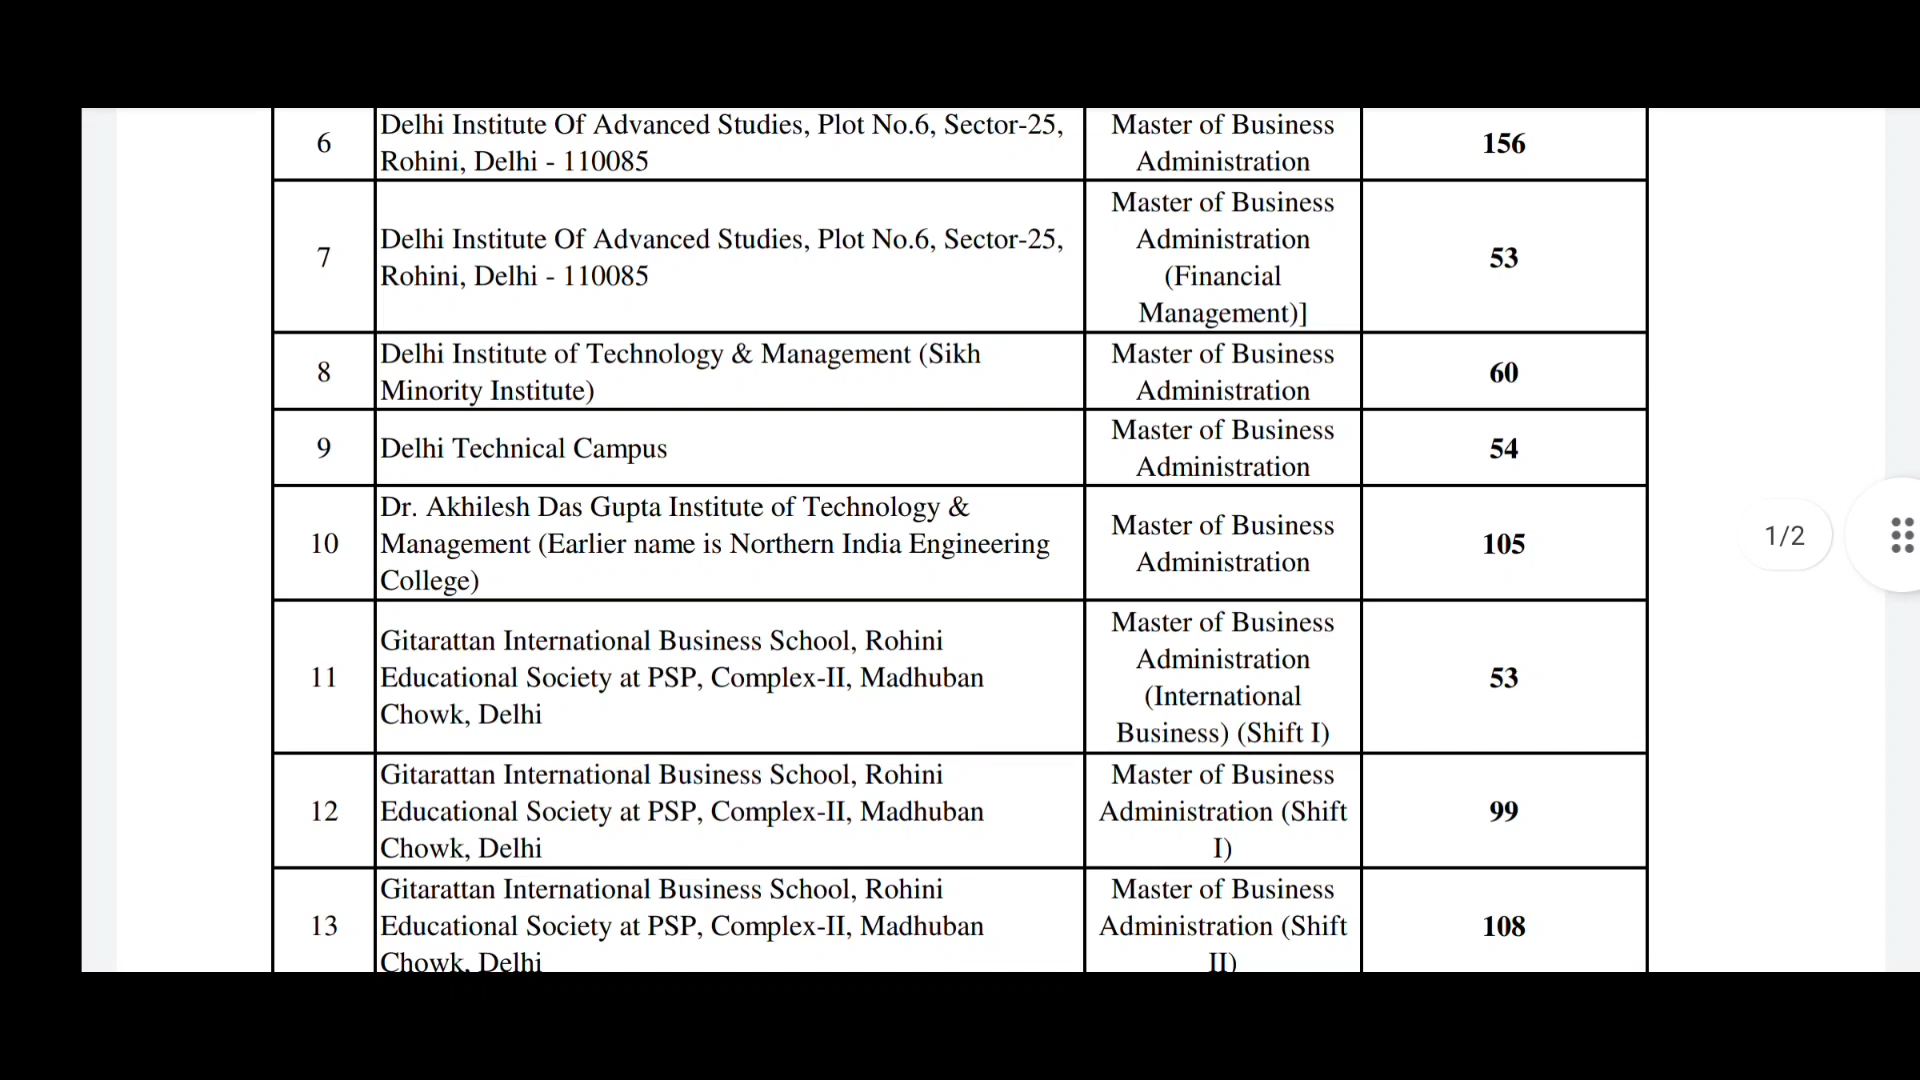 6
Delhi Institute Of Advanced Studies, Plot No.6, Sector-25,
Rohini, Delhi - 110085
Master of Business
Administration
156
7
Delhi Institute Of Advanced Studies, Plot No.6, Sector-25,
Rohini, Delhi - 110085
Master of Business
Administration
(Financial
Management)]
53
8
Delhi Institute of Technology & Management (Sikh
Minority Institute)
Master of Business
Administration
60
9
Delhi Technical Campus
Master of Business
Administration
54
10
Dr. Akhilesh Das Gupta Institute of Technology &
Management (Earlier name is Northern India Engineering
College)
Master of Business
Administration
105
11
Gitarattan International Business School, Rohini
Educational Society at PSP, Complex-II, Madhuban
Chowk, Delhi
Master of Business
Administration
(International
Business) (Shift I)
53
12
Gitarattan International Business School, Rohini
Educational Society at PSP, Complex-II, Madhuban
Chowk, Delhi
Master of Business
Administration (Shift
I)
99
13
Gitarattan International Business School, Rohini
Educational Society at PSP, Complex-II, Madhuban
Chowk, Delhi
Master of Business
Administration (Shift
II)
108
1/2